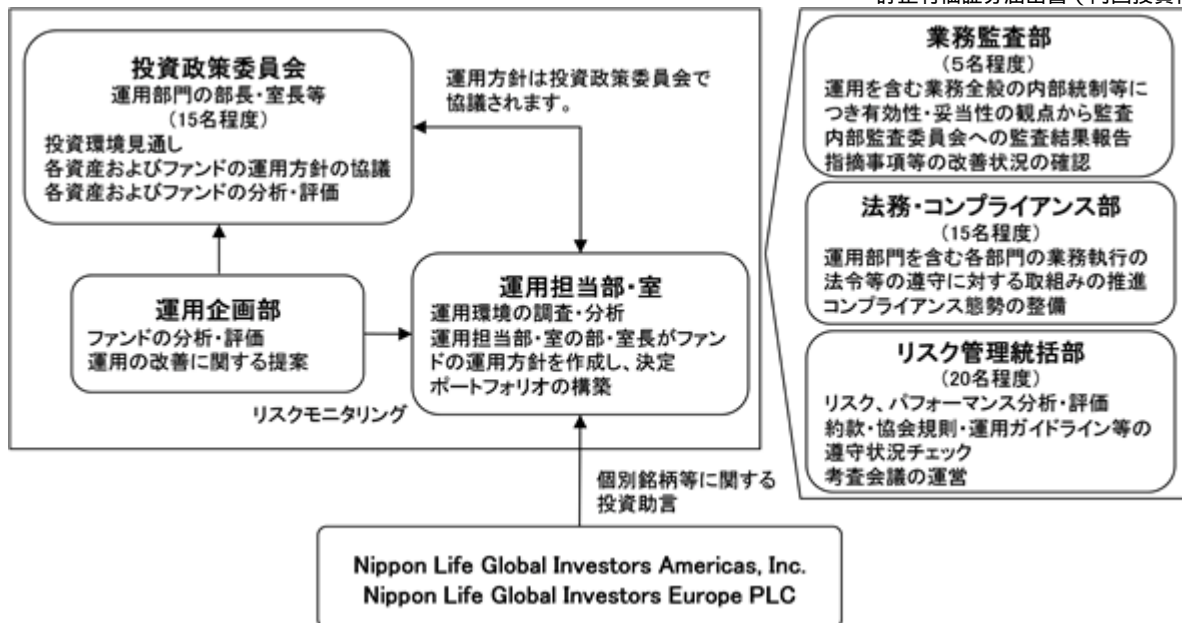 訂正有価証券届出書(内国投資信
投資政策委員会
運用部門の部長・室長等
(15名程度)
投資環境見通し
各資産およびファンドの運用方針の協議
各資産およびファンドの分析・評価
運用方針は投資政策委員会で
協議されます。
運用企画部
ファンドの分析・評価
運用の改善に関する提案
運用担当部・室
運用環境の調査・分析
運用担当部・室の部・室長がファン
ドの運用方針を作成し、決定
ポートフォリオの構築
リスクモニタリング
個別銘柄等に関する
投資助言
Nippon Life Global Investors Americas, Inc.
Nippon Life Global Investors Europe PLC
業務監査部
(5名程度)
運用を含む業務全般の内部統制等に
つき有効性・妥当性の観点から監査
内部監査委員会への監査結果報告
指摘事項等の改善状況の確認
法務・コンプライアンス部
(15名程度)
運用部門を含む各部門の業務執行の
法令等の遵守に対する取組みの推進
コンプライアンス態勢の整備
リスク管理統括部
(20名程度)
リスク、パフォーマンス分析・評価
約款・協会規則・運用ガイドライン等の
遵守状況チェック
考査会議の運営